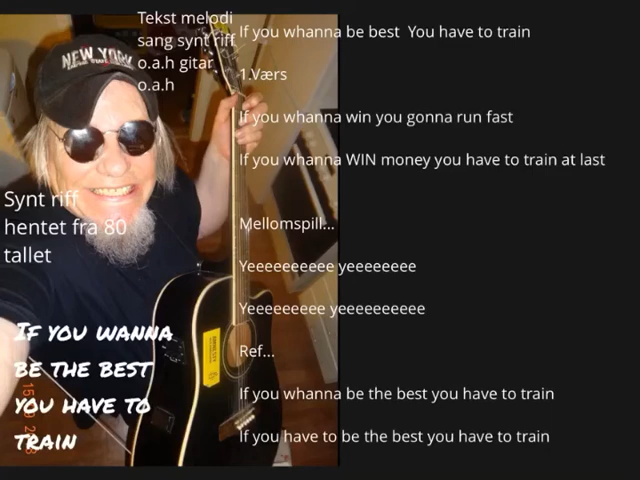 Tekst melodi
sang synt riff
o.a.h gitar
o.a.h
NEW YORK
Synt riff
hentet fra 80
tallet
If you wanna
be the best
you have to
train
If you whanna be best You have to train
1.Værs
If you whanna win you gonna run fast
If you whanna WIN money you have to train at last
Mellomspill...
Yeeeeeeeeee yeeeeeeee
Yeeeeeeeee yeeeeeeeeee
Ref...
If you whanna be the best you have to train
If you have to be the best you have to train